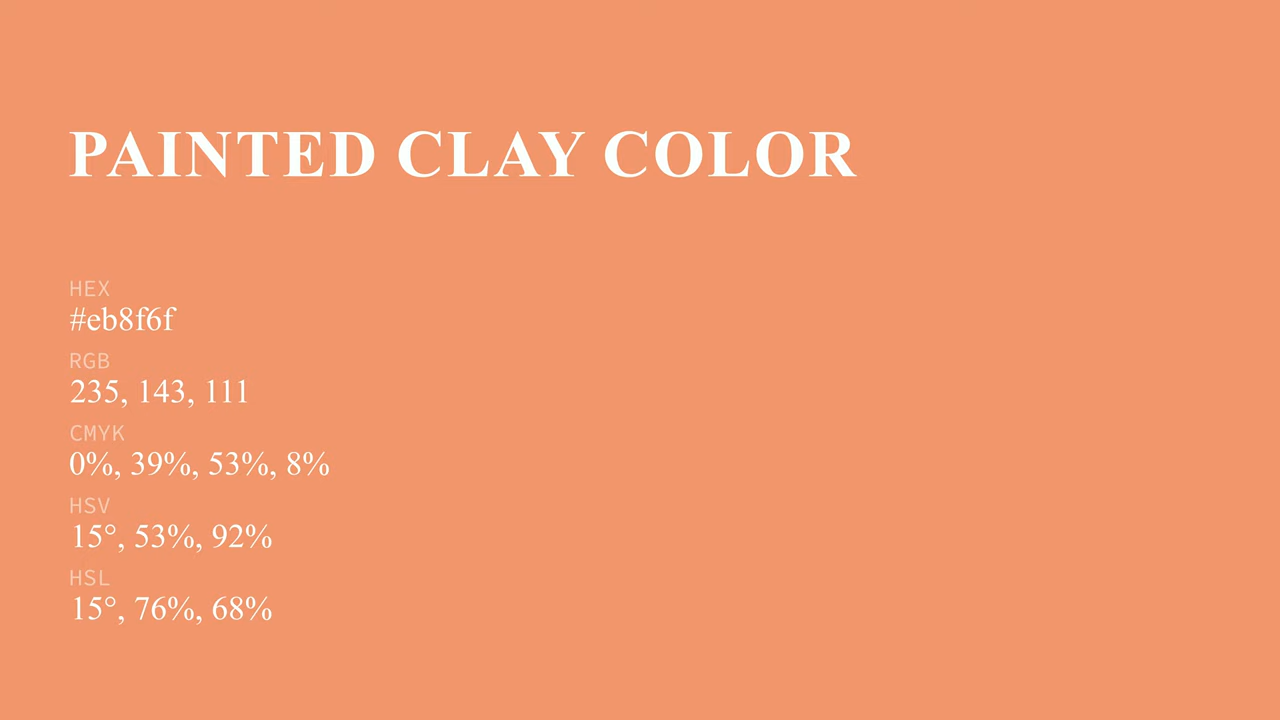 PAINTED CLAY COLOR
HEX
#eb8f6f
RGB
235, 143, 111
CMYK
0%, 39%, 53%, 8%
HSV
15°, 53%, 92%
HSL
15°, 76%, 68%